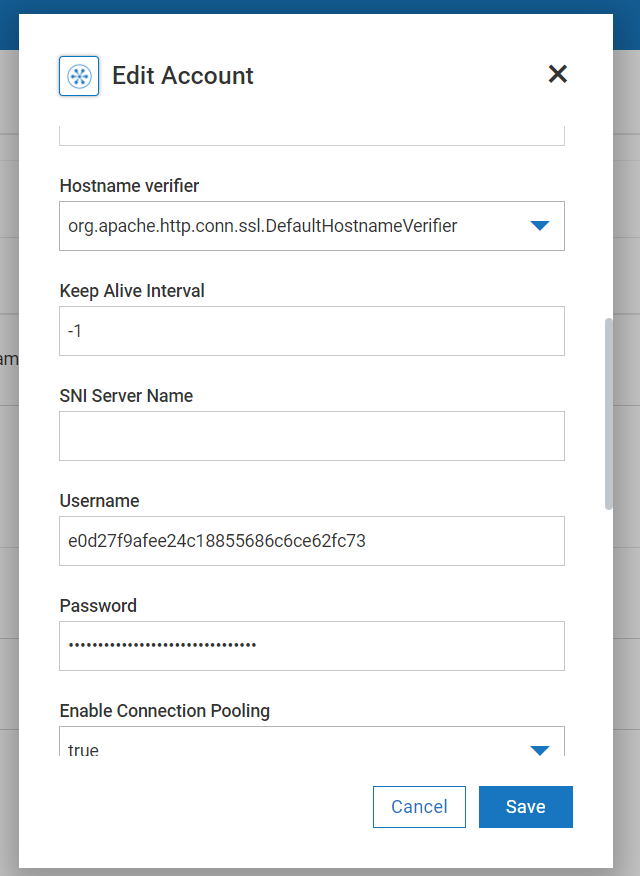 Edit Account
Hostname verifier
org.apache.http.conn.ssl.DefaultHostnameVerifier
Keep Alive Interval
-1
am
SNI Server Name
Username
e0d27f9afee24c18855686c6ce62fc73
Password
••••••••••••••••••••••••••••••••
Enable Connection Pooling
true
Cancel
Save